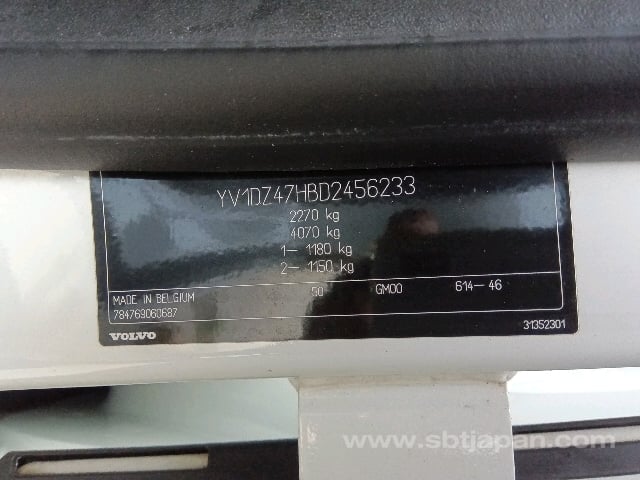 YV1DZ47HBD2456233
2270 kg
4070 kg
1- 1180 kg
2- 1150 kg
MADE IN BELGIUM 50 GM00 614-46
784769060687
VOLVO 31352301
www.sbtjapan.com